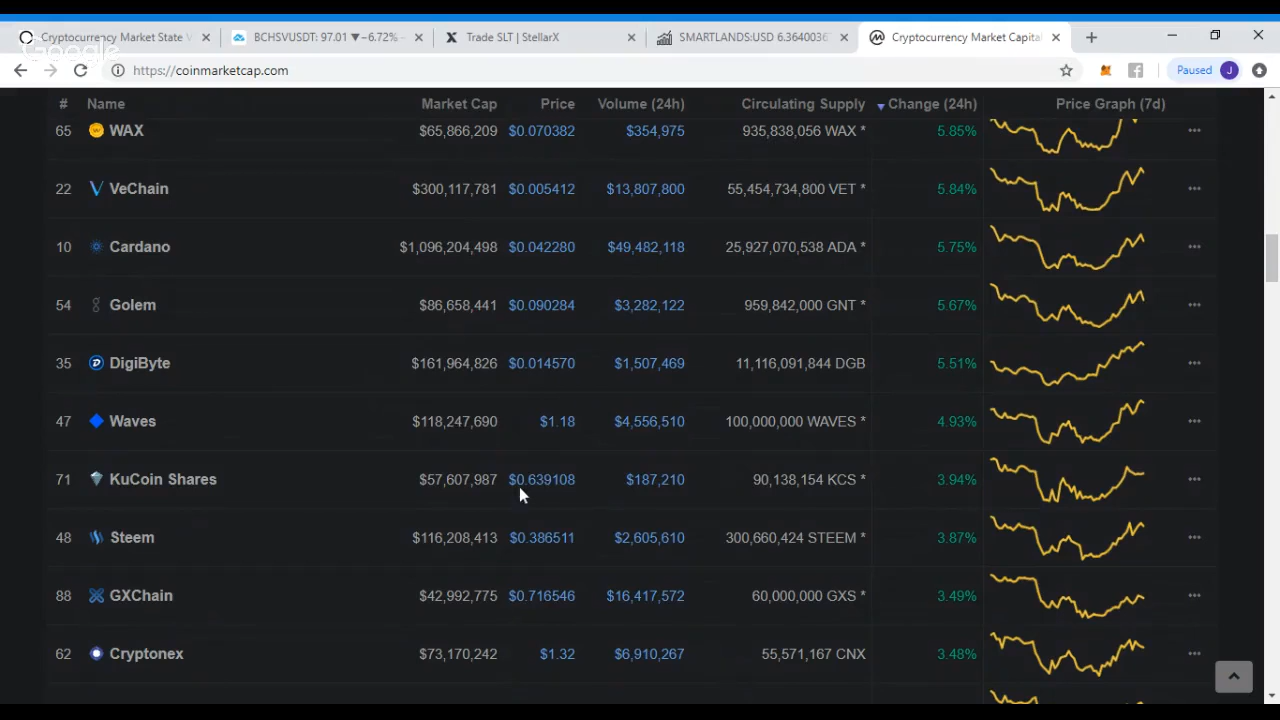 Cryptocurrency Market State V
BCHSVUSDT: 97.01 ▼−6.72%
Trade SLT | StellarX
SMARTLANDS:USD 6.3640036
Cryptocurrency Market Capital
Google
https://coinmarketcap.com
Paused J
# Name Market Cap Price Volume (24h) Circulating Supply Change (24h) Price Graph (7d)
65 WAX $65,866,209 $0.070382 $354,975 935,838,056 WAX * 5.85%
22 VeChain $300,117,781 $0.005412 $13,807,800 55,454,734,800 VET * 5.84%
10 Cardano $1,096,204,498 $0.042280 $49,482,118 25,927,070,538 ADA * 5.75%
54 Golem $86,658,441 $0.090284 $3,282,122 959,842,000 GNT * 5.67%
35 DigiByte $161,964,826 $0.014570 $1,507,469 11,116,091,844 DGB 5.51%
47 Waves $118,247,690 $1.18 $4,556,510 100,000,000 WAVES * 4.93%
71 KuCoin Shares $57,607,987 $0.639108 $187,210 90,138,154 KCS * 3.94%
48 Steem $116,208,413 $0.386511 $2,605,610 300,660,424 STEEM * 3.87%
88 GXChain $42,992,775 $0.716546 $16,417,572 60,000,000 GXS * 3.49%
62 Cryptonex $73,170,242 $1.32 $6,910,267 55,571,167 CNX 3.48%